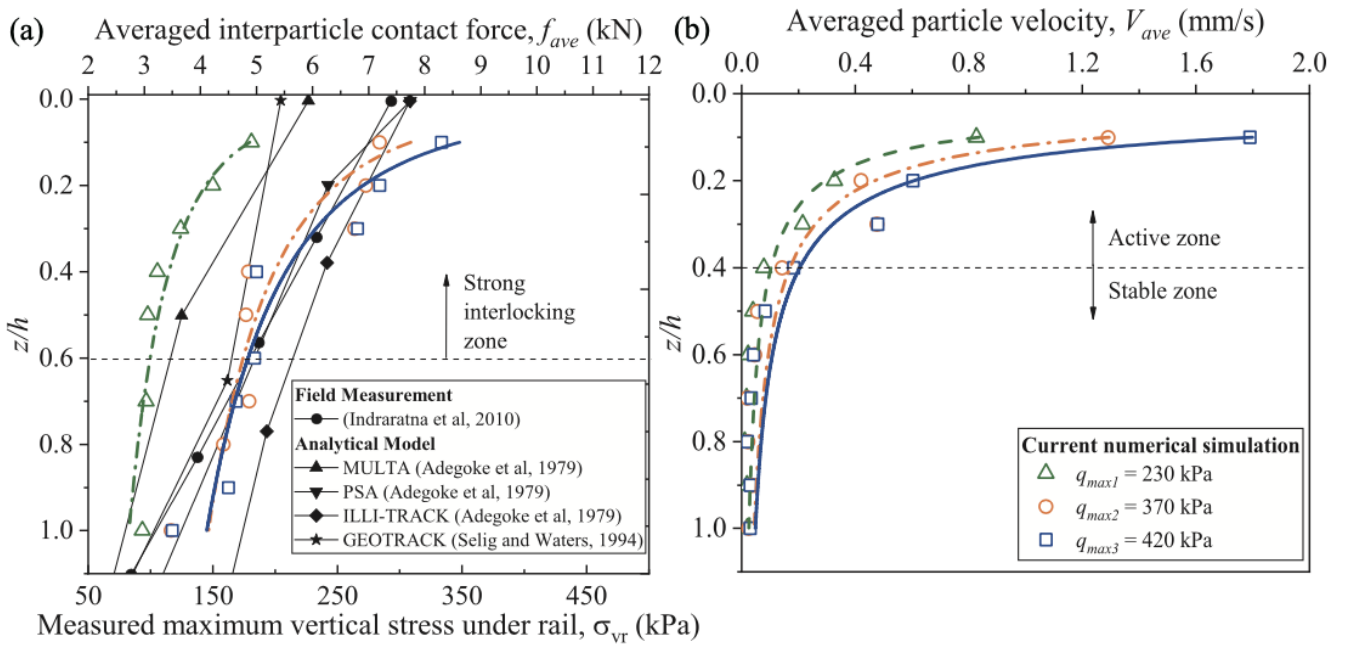 (a)
Averaged interparticle contact force, f_ave (kN)
2 3 4 5 6 7 8 9 10 11 12
0.0
0.2
0.4
0.6
0.8
1.0
z/h
Strong
interlocking
zone
Field Measurement
(Indraratna et al, 2010)
Analytical Model
MULTA (Adegoke et al, 1979)
PSA (Adegoke et al, 1979)
ILLI-TRACK (Adegoke et al, 1979)
GEOTRACK (Selig and Waters, 1994)
50 150 250 350 450
Measured maximum vertical stress under rail, σ_vr (kPa)
(b)
Averaged particle velocity, V_ave (mm/s)
0.0 0.4 0.8 1.2 1.6 2.0
0.0
0.2
0.4
0.6
0.8
1.0
z/h
Active zone
Stable zone
Current numerical simulation
q_max1 = 230 kPa
q_max2 = 370 kPa
q_max3 = 420 kPa